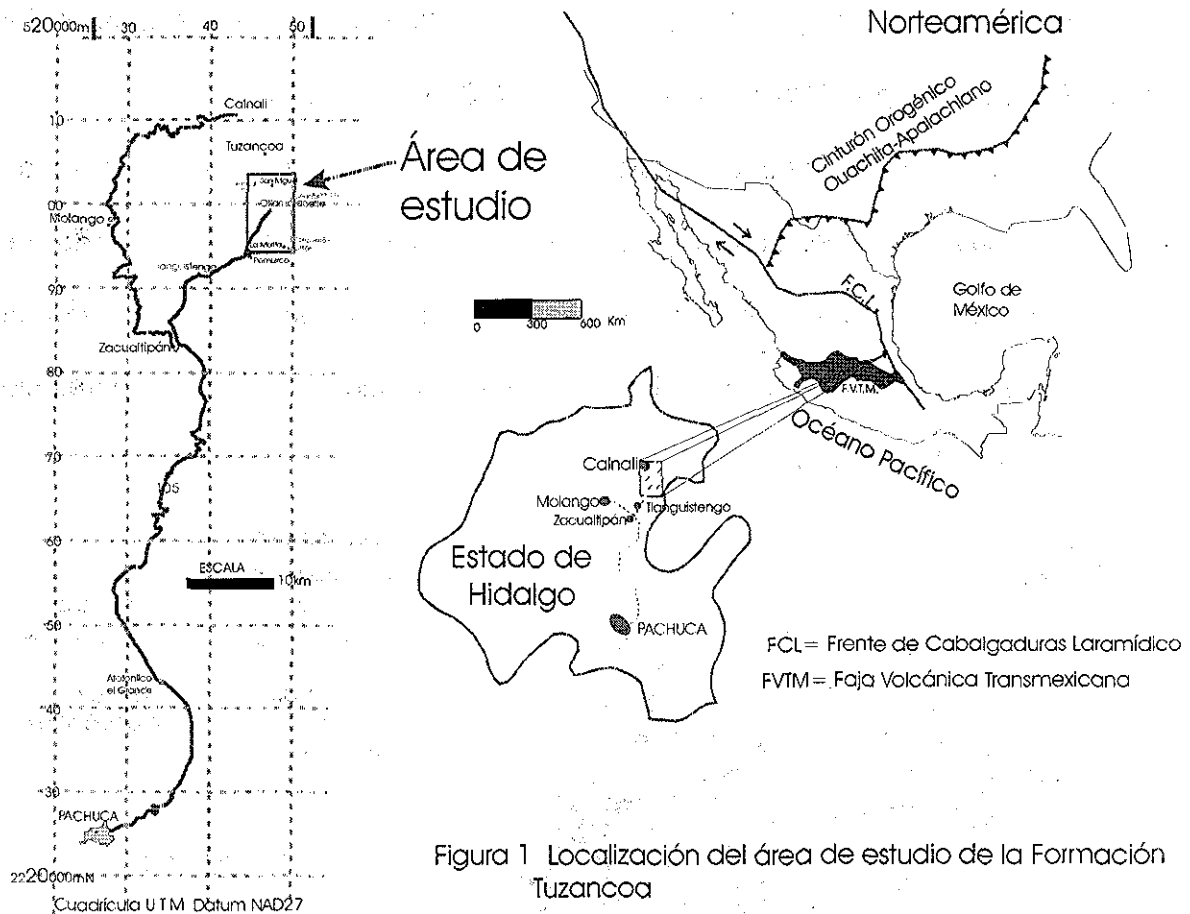 520000m 30 40 50
Calnali
10
Tuzancoa
Área de
estudio
00
Molango
La Morita
90
Zacualtipán
80
70
105
60
ESCALA
10km
50
Atotonilco
el Grande
40
30
PACHUCA
2220000mN
Cuadrícula UTM Datum NAD27
Norteamérica
Cinturón Orogénico
Ouachita-Apalachiano
F.C.L.
Golfo de
México
0 300 600 Km
F.V.T.M.
Océano Pacífico
Calnali
Molango
Tianguistengo
Zacualtipán
Estado de
Hidalgo
PACHUCA
FCL= Frente de Cabalgaduras Laramídico
FVTM= Faja Volcánica Transmexicana
Figura 1 Localización del área de estudio de la Formación
Tuzancoa